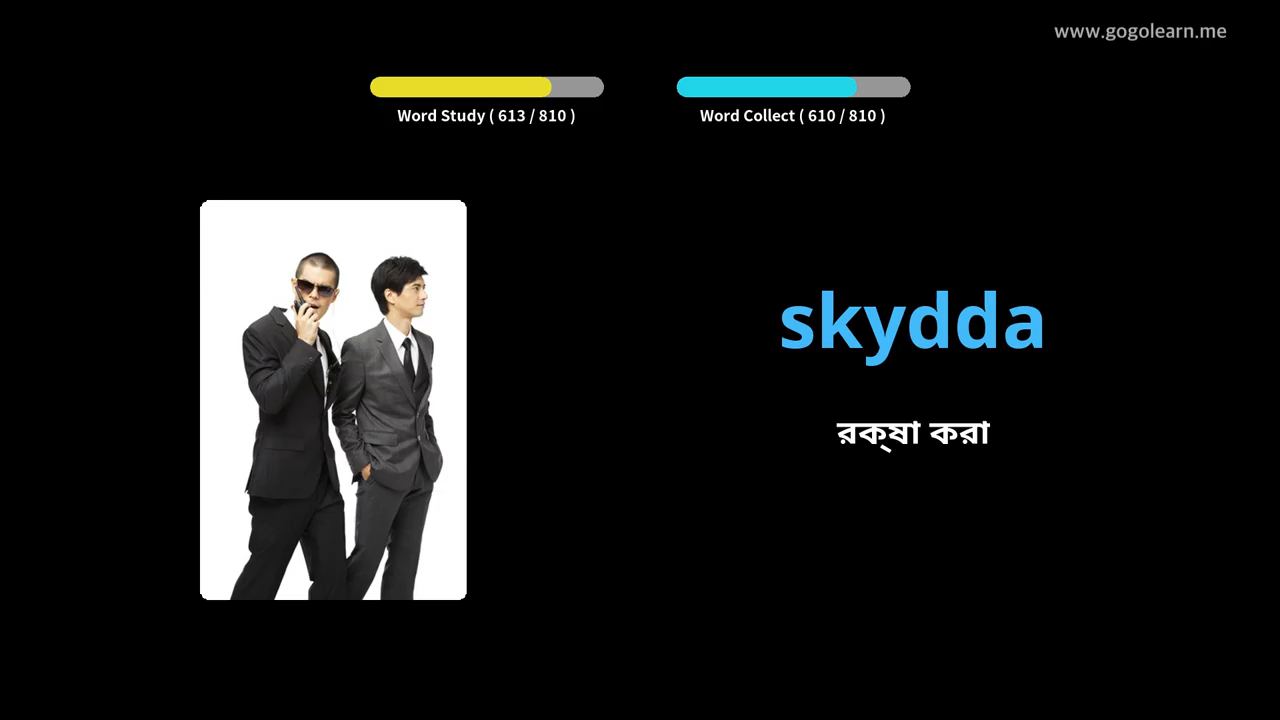 www.gogolearn.me
Word Study ( 613 / 810 )
Word Collect ( 610 / 810 )
skydda
রক্ষা করা